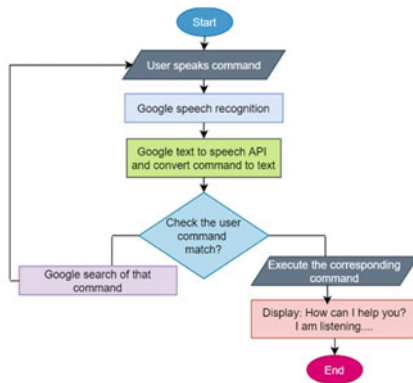 Start
User speaks command
Google speech recognition
Google text to speech API
and convert command to text
Check the user
command
match?
Google search of that
command
Execute the corresponding
command
Display: How can I help you?
I am listening....
End